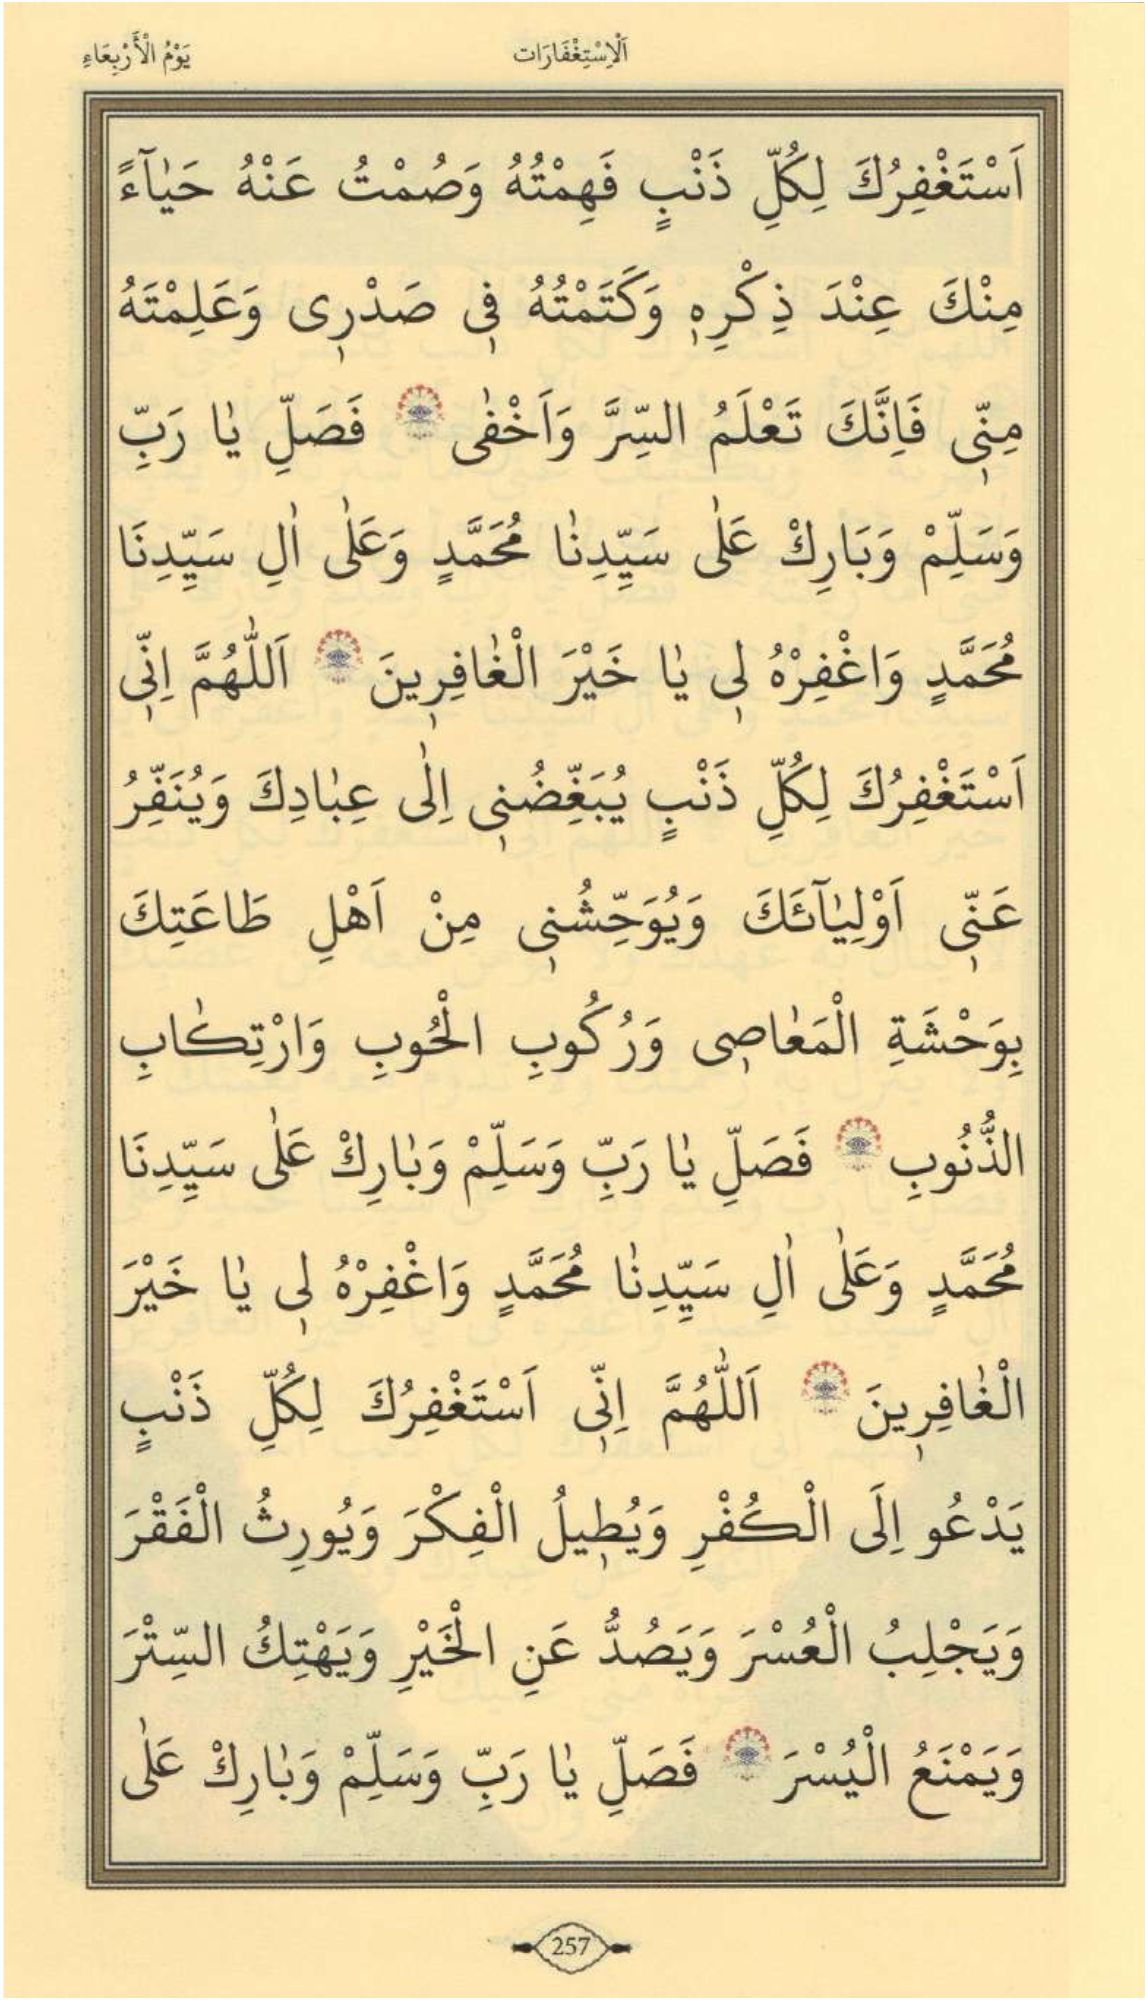 اَلْاِسْتِغْفَارَات
يَوْمُ الْأَرْبِعَاءِ
اَسْتَغْفِرُكَ لِكُلِّ ذَنْبٍ فَهِمْتُهُ وَصُمْتُ عَنْهُ حَيٰٓاءً
مِنْكَ عِنْدَ ذِكْرِهٖ وَكَتَمْتُهُ فٖى صَدْرٖى وَعَلِمْتَهُ
مِنّٖى فَاِنَّكَ تَعْلَمُ السِّرَّ وَاَخْفٰى فَصَلِّ يٰا رَبِّ
وَسَلِّمْ وَبَارِكْ عَلٰى سَيِّدِنٰا مُحَمَّدٍ وَعَلٰى اٰلِ سَيِّدِنَا
مُحَمَّدٍ وَاغْفِرْهُ لٖى يٰا خَيْرَ الْغٰافِرٖينَ اَللّٰهُمَّ اِنّٖى
اَسْتَغْفِرُكَ لِكُلِّ ذَنْبٍ يُبَغِّضُنٖى اِلٰى عِبٰادِكَ وَيُنَفِّرُ
عَنّٖى اَوْلِيٰٓائَكَ وَيُوَحِّشُنٖى مِنْ اَهْلِ طَاعَتِكَ
بِوَحْشَةِ الْمَعٰاصٖى وَرُكُوبِ الْحُوبِ وَارْتِكٰابِ
الذُّنُوبِ فَصَلِّ يٰا رَبِّ وَسَلِّمْ وَبٰارِكْ عَلٰى سَيِّدِنَا
مُحَمَّدٍ وَعَلٰى اٰلِ سَيِّدِنٰا مُحَمَّدٍ وَاغْفِرْهُ لٖى يٰا خَيْرَ
الْغٰافِرٖينَ اَللّٰهُمَّ اِنّٖى اَسْتَغْفِرُكَ لِكُلِّ ذَنْبٍ
يَدْعُو اِلَى الْكُفْرِ وَيُطٖيلُ الْفِكْرَ وَيُورِثُ الْفَقْرَ
وَيَجْلِبُ الْعُسْرَ وَيَصُدُّ عَنِ الْخَيْرِ وَيَهْتِكُ السِّتْرَ
وَيَمْنَعُ الْيُسْرَ فَصَلِّ يٰا رَبِّ وَسَلِّمْ وَبٰارِكْ عَلٰى
257